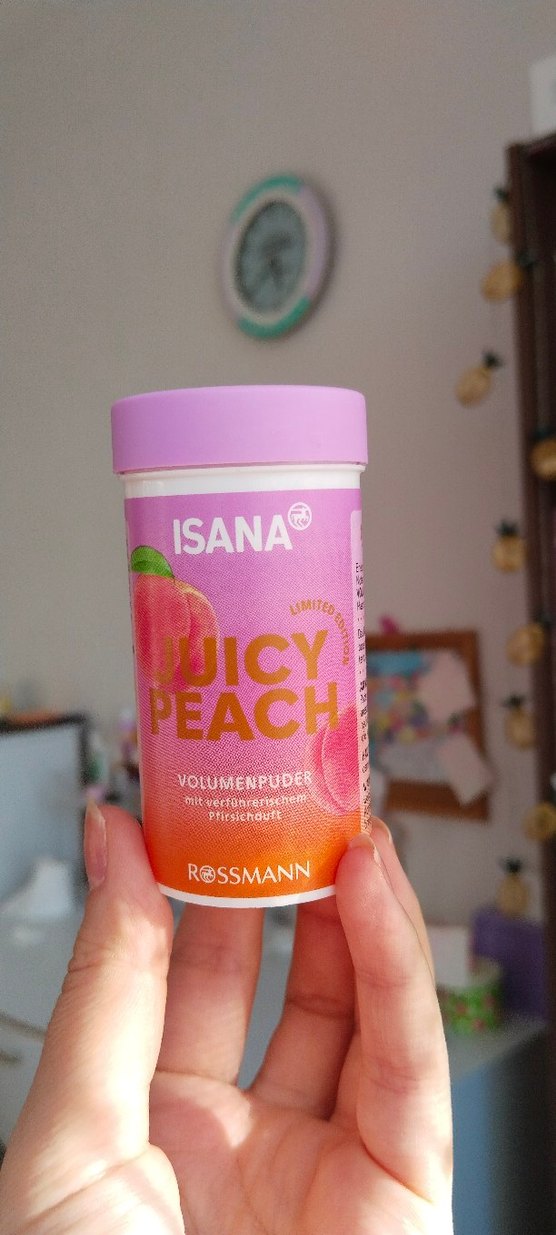 ISANA
LIMITED EDITION
JUICY
PEACH
VOLUMENPUDER
mit verführerischem
Pfirsichduft
ROSSMANN